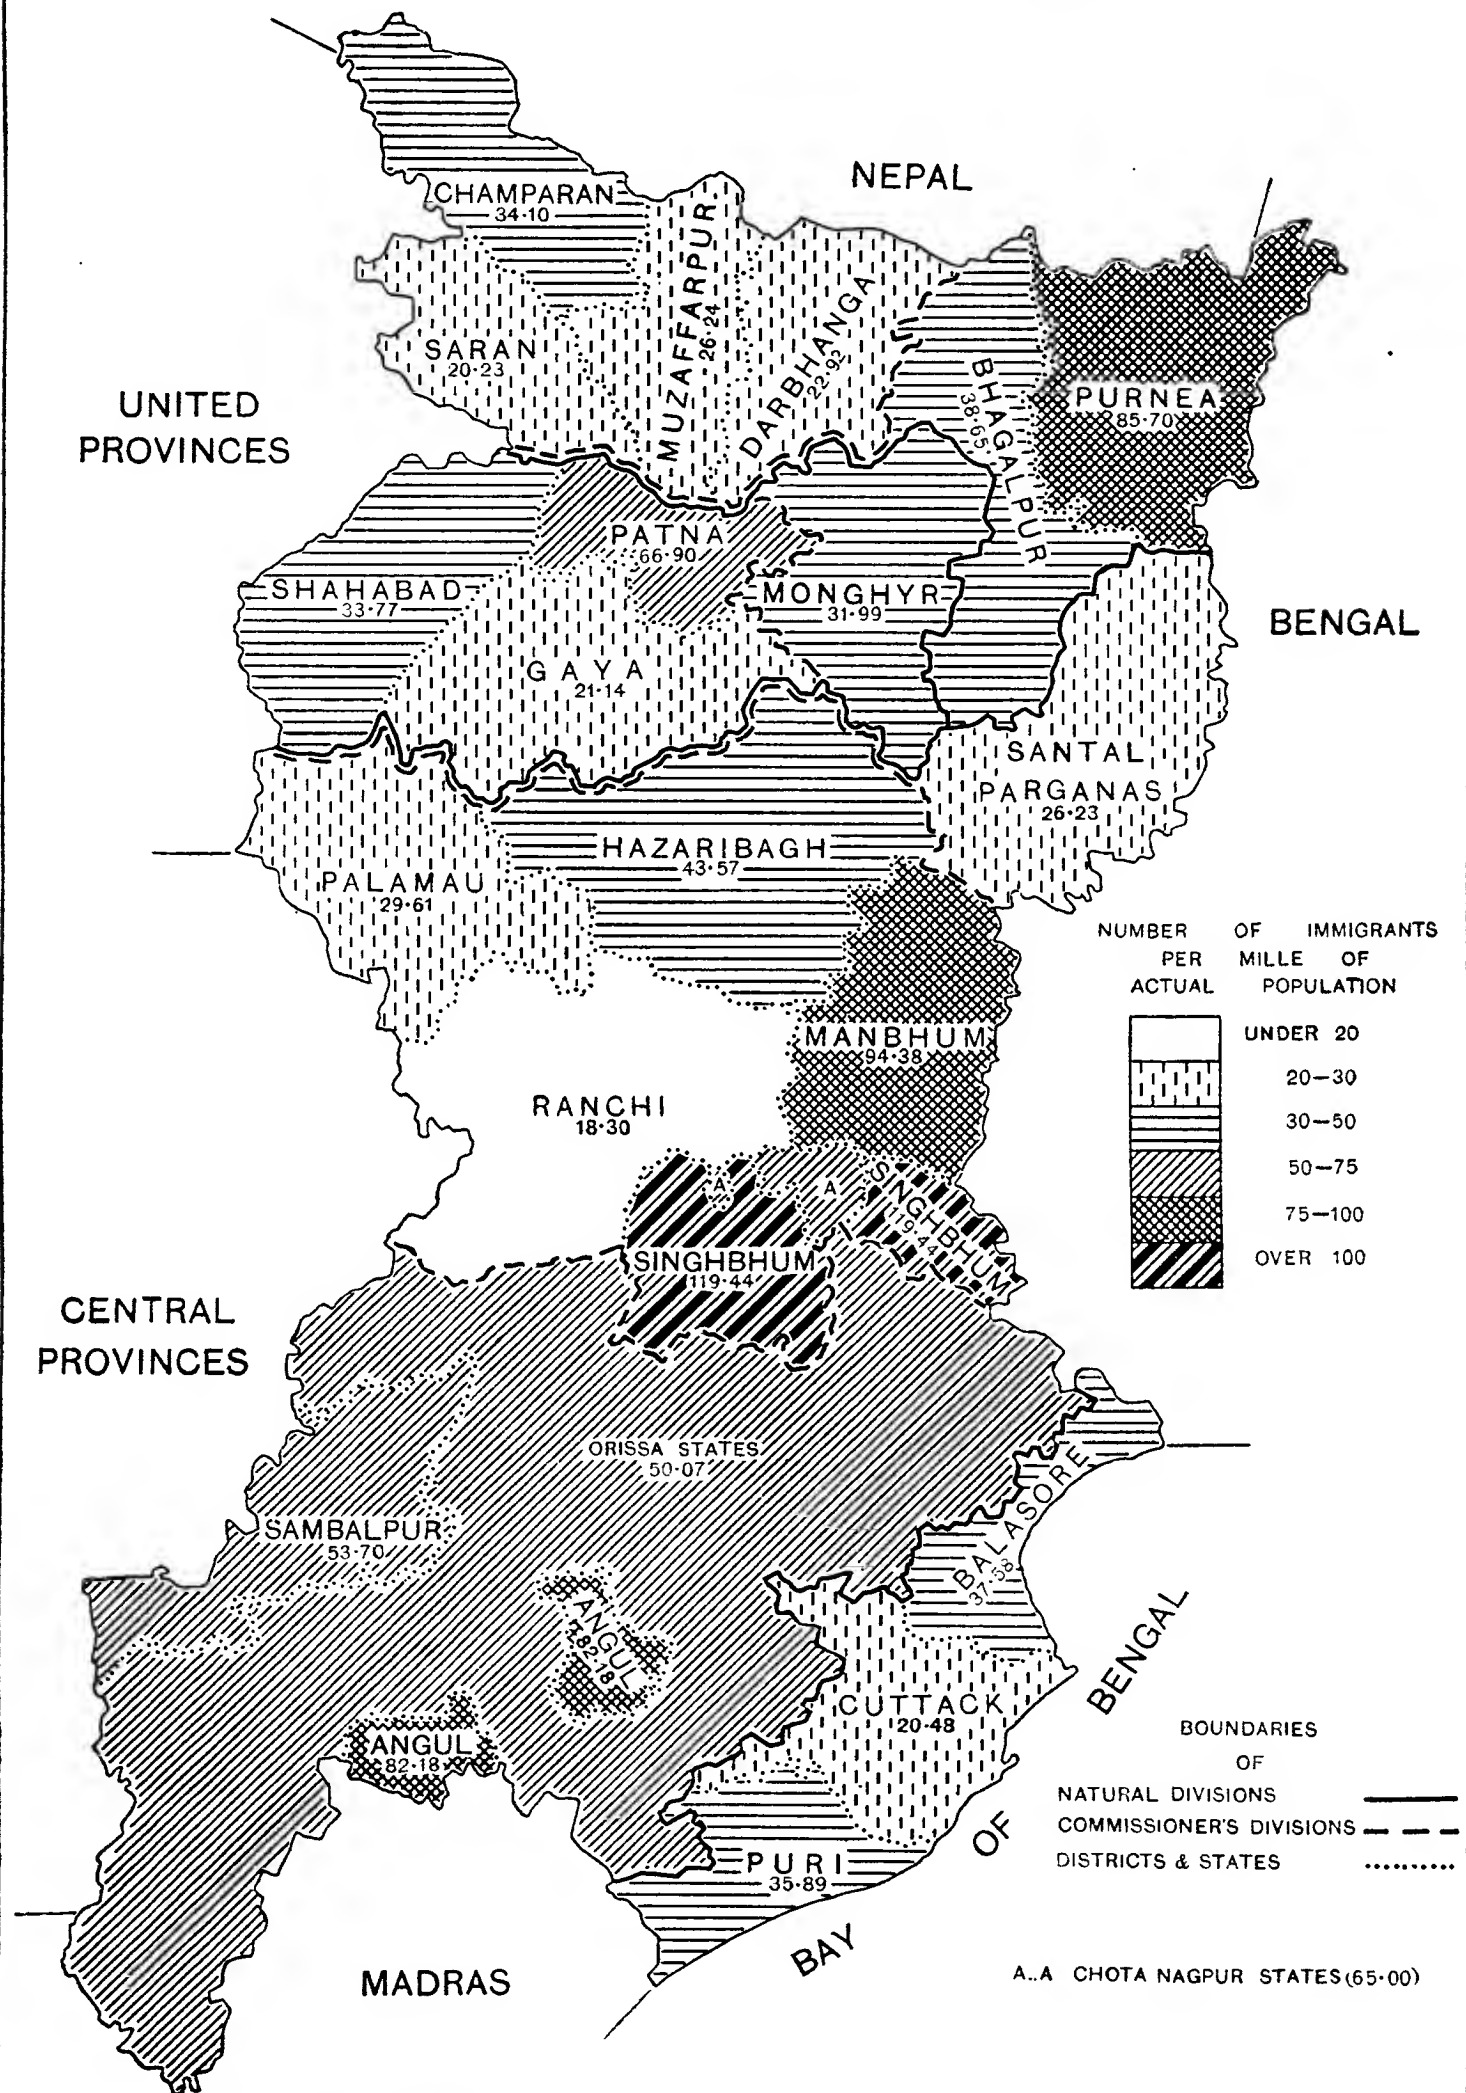 NEPAL
CHAMPARAN
34·10
MUZAFFARPUR
26·24
DARBHANGA
22·92
SARAN
20·23
BHAGALPUR
38·65
PURNEA
85·70
UNITED
PROVINCES
PATNA
66·90
SHAHABAD
33·77
MONGHYR
31·99
BENGAL
GAYA
21·14
SANTAL
PARGANAS
26·23
HAZARIBAGH
43·57
PALAMAU
29·61
NUMBER OF IMMIGRANTS
PER MILLE OF
ACTUAL POPULATION
UNDER 20
20—30
30—50
50—75
75—100
OVER 100
MANBHUM
94·38
RANCHI
18·30
A
A
SINGHBHUM
119·44
SINGHBHUM
119·44
CENTRAL
PROVINCES
ORISSA STATES
50·07
BALASORE
37·58
SAMBALPUR
53·70
ANGUL
82·18
ANGUL
82·18
CUTTACK
20·48
PURI
35·89
BAY OF BENGAL
BOUNDARIES
OF
NATURAL DIVISIONS
COMMISSIONER'S DIVISIONS
DISTRICTS & STATES
MADRAS
A..A CHOTA NAGPUR STATES (65·00)